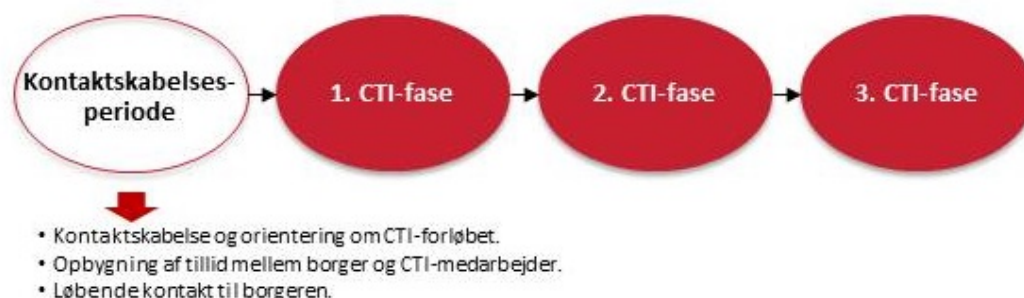 Kontaktskabelses-
periode
1. CTI-fase
2. CTI-fase
3. CTI-fase
• Kontaktskabelse og orientering om CTI-forløbet.
• Opbygning af tillid mellem borger og CTI-medarbejder.
• Løbende kontakt til borgeren.